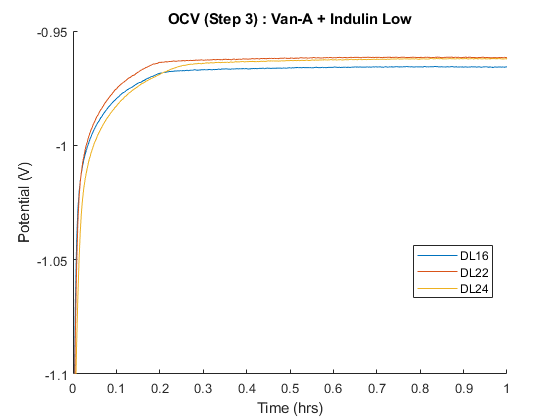 OCV (Step 3) : Van-A + Indulin Low
-0.95
-1
-1.05
-1.1
Potential (V)
DL16
DL22
DL24
0 0.1 0.2 0.3 0.4 0.5 0.6 0.7 0.8 0.9 1
Time (hrs)